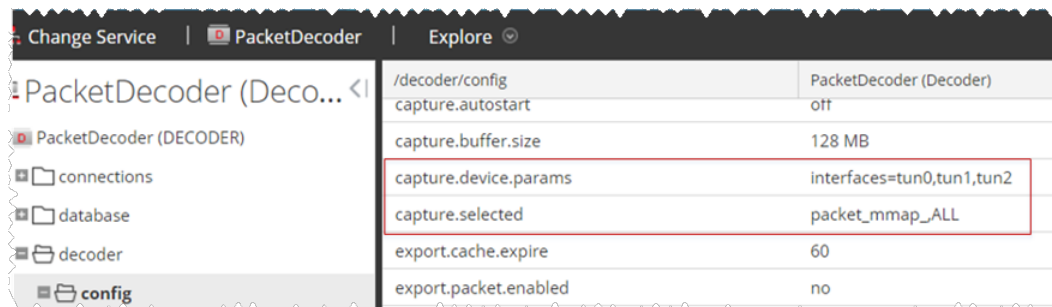 Change Service | D PacketDecoder | Explore
PacketDecoder (Deco...
D PacketDecoder (DECODER)
connections
database
decoder
config
/decoder/config PacketDecoder (Decoder)
capture.autostart off
capture.buffer.size 128 MB
capture.device.params interfaces=tun0,tun1,tun2
capture.selected packet_mmap_,ALL
export.cache.expire 60
export.packet.enabled no